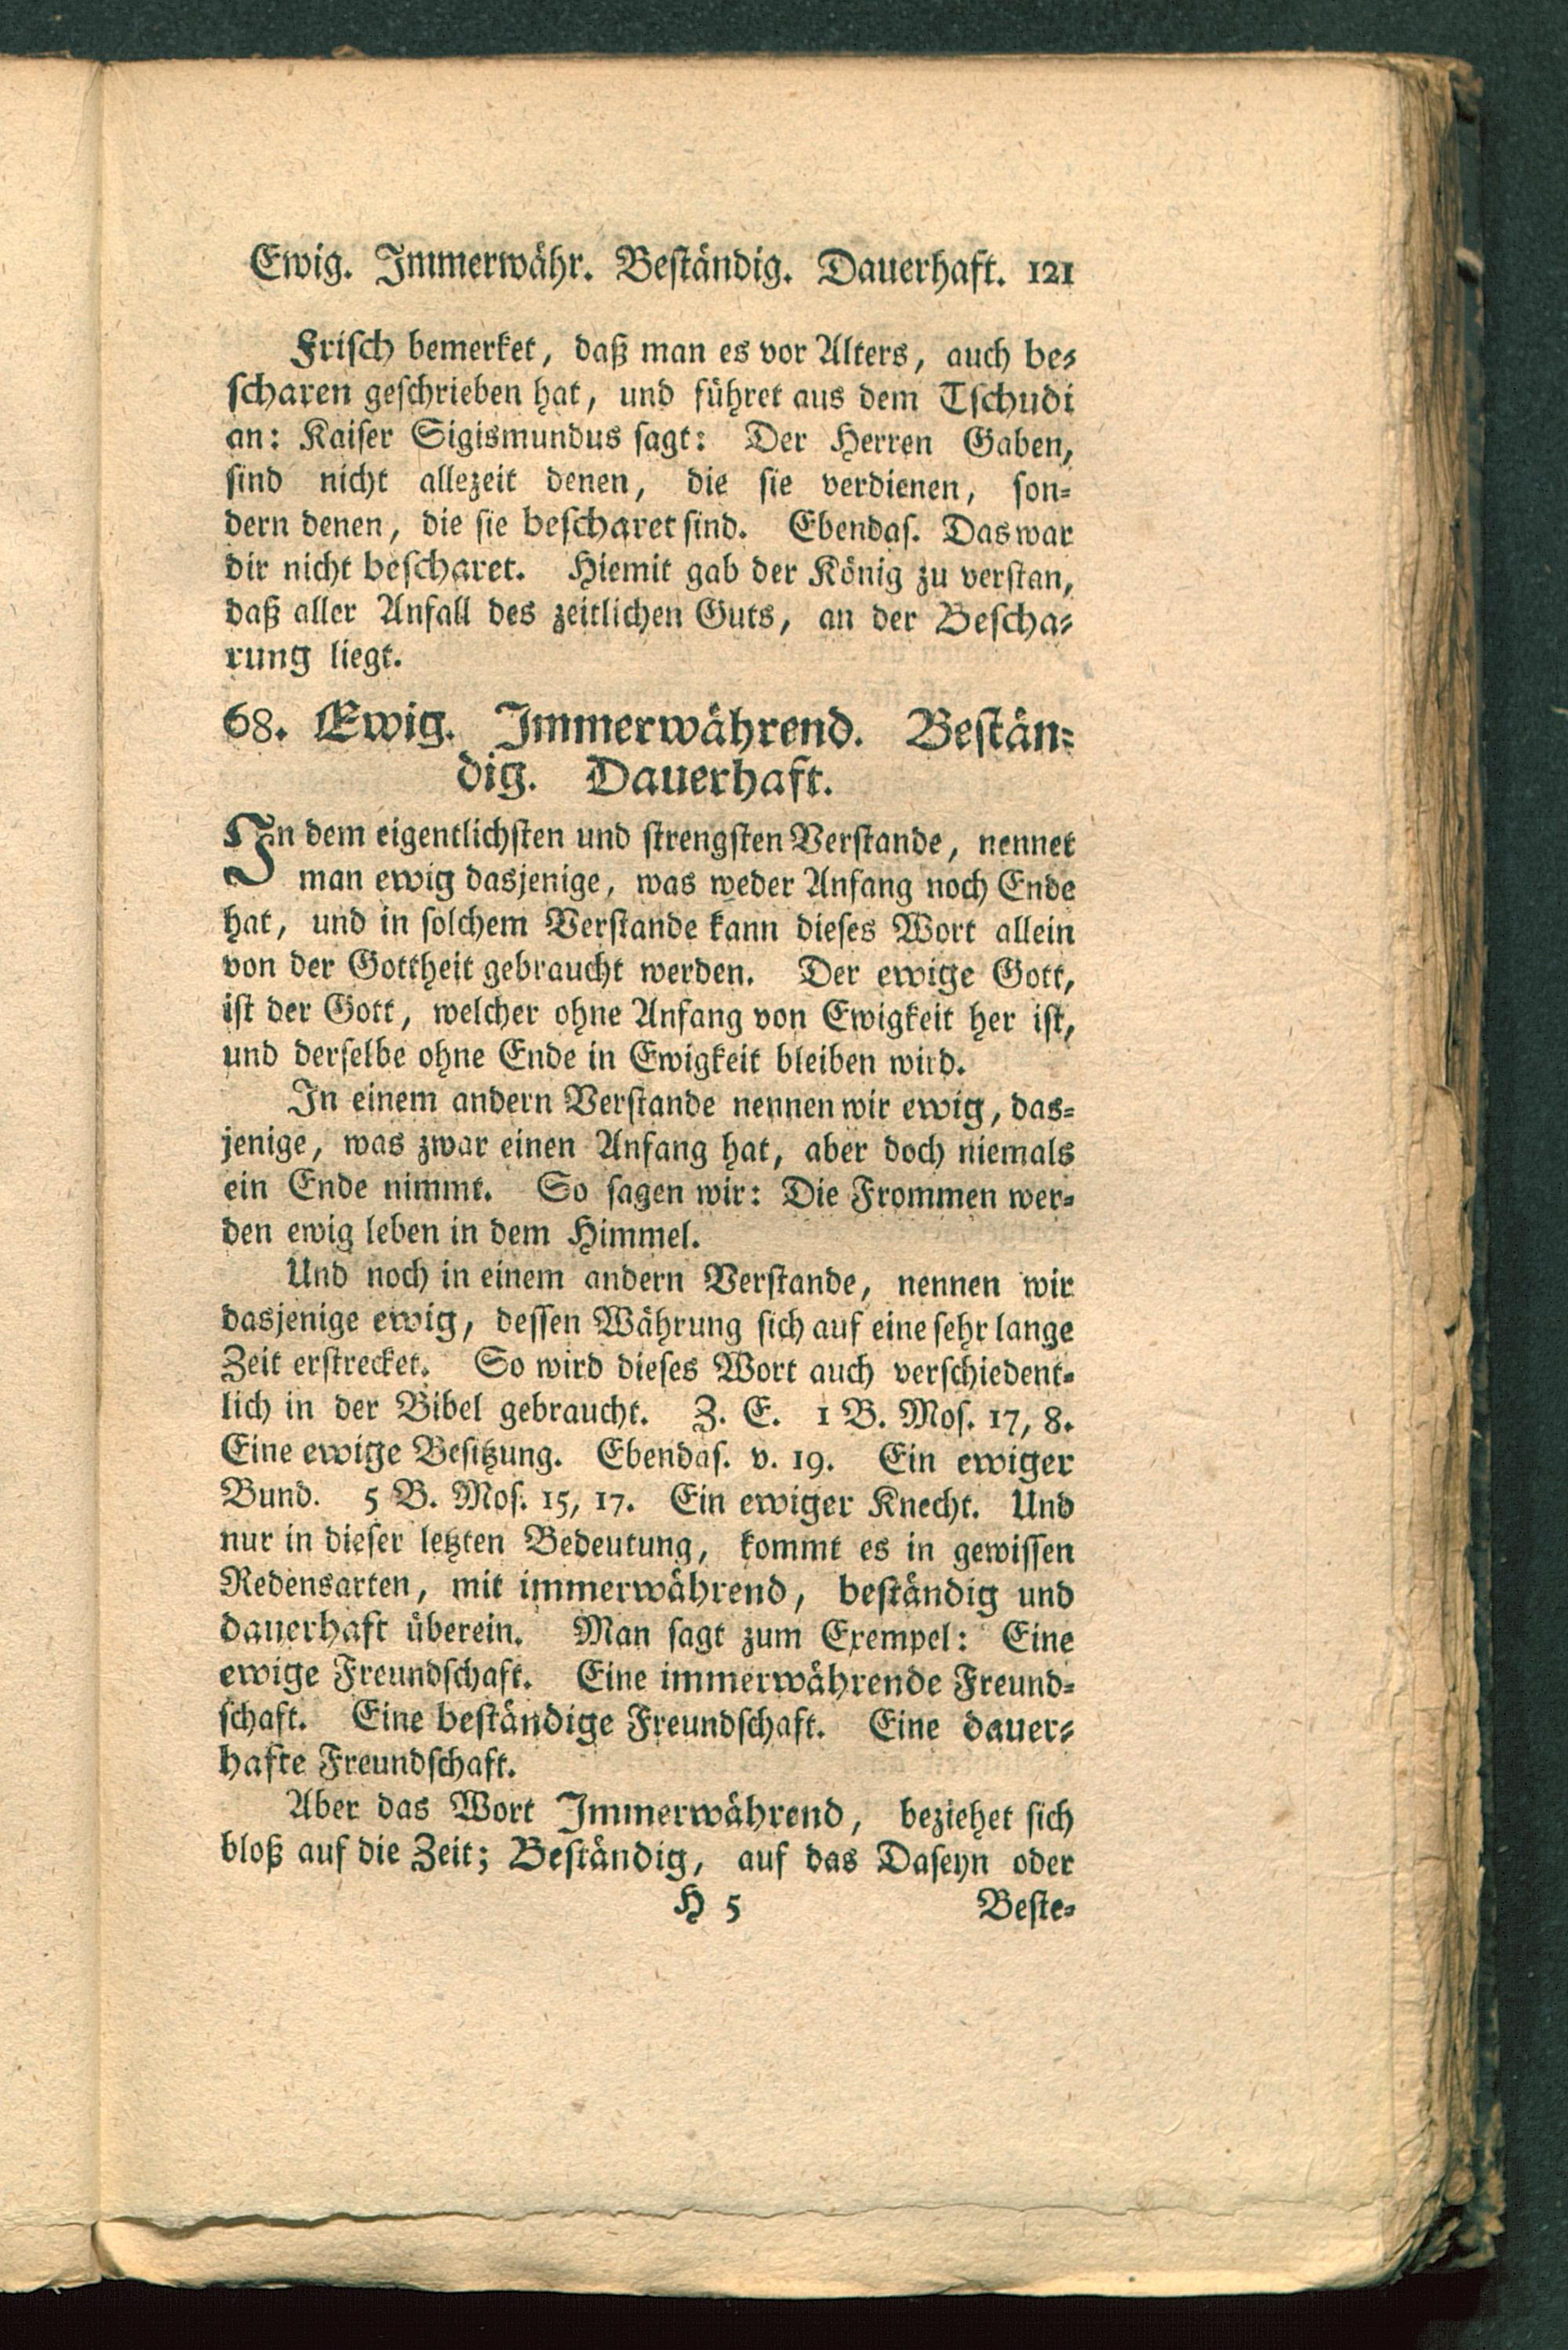 Ewig. Immerwähr. Beständig. Dauerhaft. 121
Frisch bemerket, daß man es vor Alters, auch be-
scharen geschrieben hat, und führet aus dem Tschudi
an: Kaiser Sigismundus sagt: Der Herren Gaben,
sind nicht allezeit denen, die sie verdienen, son-
dern denen, die sie bescharet sind. Ebendas. Das war
dir nicht bescharet. Hiemit gab der König zu verstan,
daß aller Anfall des zeitlichen Guts, an der Bescha-
rung liegt.
68. Ewig. Immerwährend. Bestän-
dig. Dauerhaft.
In dem eigentlichsten und strengsten Verstande, nennet
man ewig dasjenige, was weder Anfang noch Ende
hat, und in solchem Verstande kann dieses Wort allein
von der Gottheit gebraucht werden. Der ewige Gott,
ist der Gott, welcher ohne Anfang von Ewigkeit her ist,
und derselbe ohne Ende in Ewigkeit bleiben wird.
In einem andern Verstande nennen wir ewig, das-
jenige, was zwar einen Anfang hat, aber doch niemals
ein Ende nimmt. So sagen wir: Die Frommen wer-
den ewig leben in dem Himmel.
Und noch in einem andern Verstande, nennen wir
dasjenige ewig, dessen Währung sich auf eine sehr lange
Zeit erstrecket. So wird dieses Wort auch verschiedent-
lich in der Bibel gebraucht. Z. E. 1 B. Mos. 17, 8.
Eine ewige Besitzung. Ebendas. v. 19. Ein ewiger
Bund. 5 B. Mos. 15, 17. Ein ewiger Knecht. Und
nur in dieser letzten Bedeutung, kommt es in gewissen
Redensarten, mit immerwährend, beständig und
dauerhaft überein. Man sagt zum Exempel: Eine
ewige Freundschaft. Eine immerwährende Freund-
schaft. Eine beständige Freundschaft. Eine dauer-
hafte Freundschaft.
Aber das Wort Immerwährend, beziehet sich
bloß auf die Zeit; Beständig, auf das Daseyn oder
H 5 Beste-